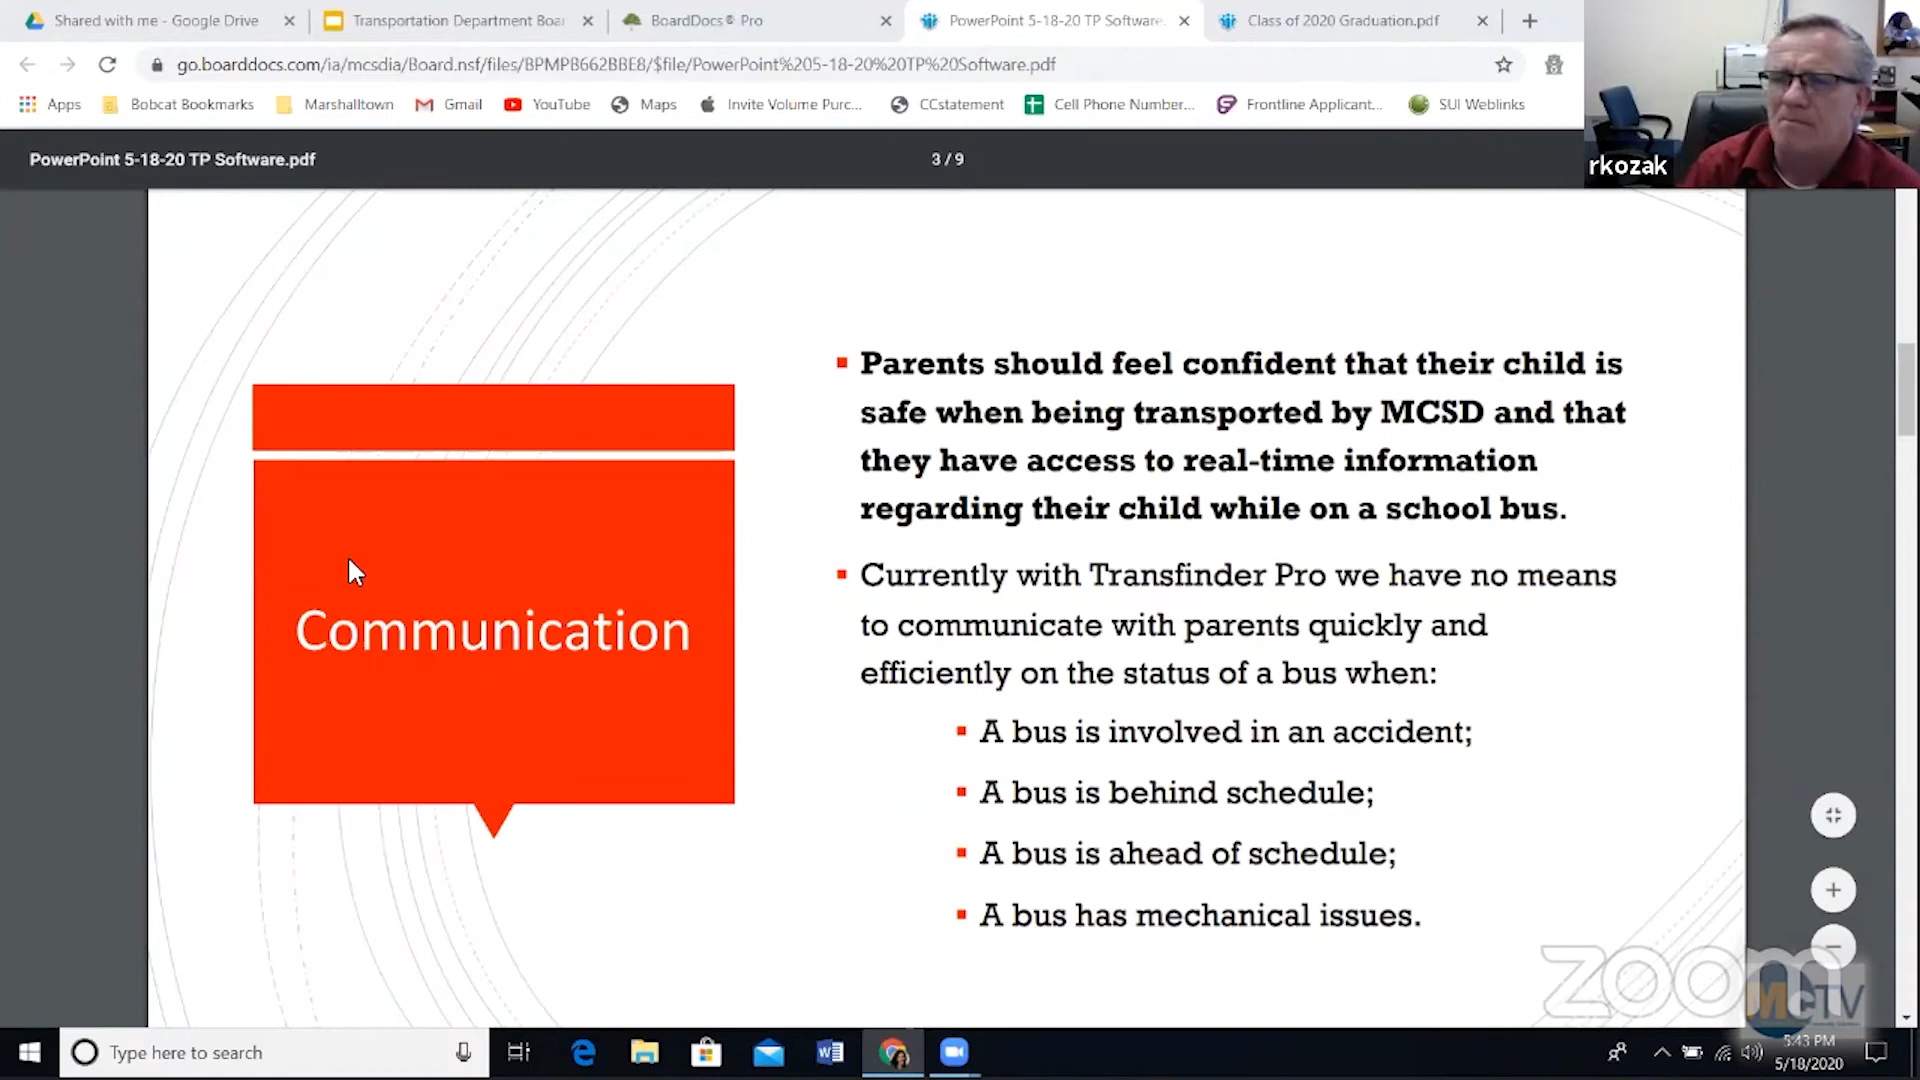 Shared with me - Google Drive
Transportation Department Boar
BoardDocs® Pro
PowerPoint 5-18-20 TP Software.
Class of 2020 Graduation.pdf
go.boarddocs.com/ia/mcsdia/Board.nsf/files/BPMPB662BBE8/$file/PowerPoint%205-18-20%20TP%20Software.pdf
Apps
Bobcat Bookmarks
Marshalltown
Gmail
YouTube
Maps
Invite Volume Purc...
CCstatement
Cell Phone Number...
Frontline Applicant...
SUI Weblinks
PowerPoint 5-18-20 TP Software.pdf
3 / 9
rkozak
Communication
Parents should feel confident that their child is
safe when being transported by MCSD and that
they have access to real-time information
regarding their child while on a school bus.
Currently with Transfinder Pro we have no means
to communicate with parents quickly and
efficiently on the status of a bus when:
A bus is involved in an accident;
A bus is behind schedule;
A bus is ahead of schedule;
A bus has mechanical issues.
zoom
McTV
Type here to search
5:43 PM
5/18/2020